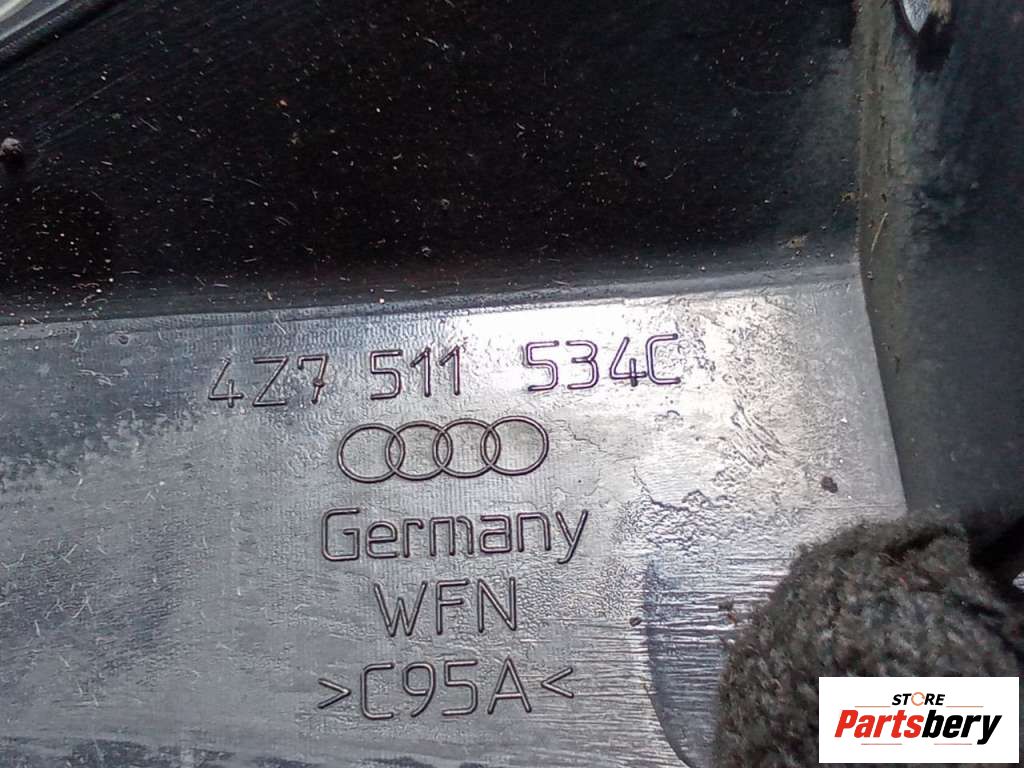 4Z7 511 534C
Germany
WFN
>C95A<
STORE
Partsbery